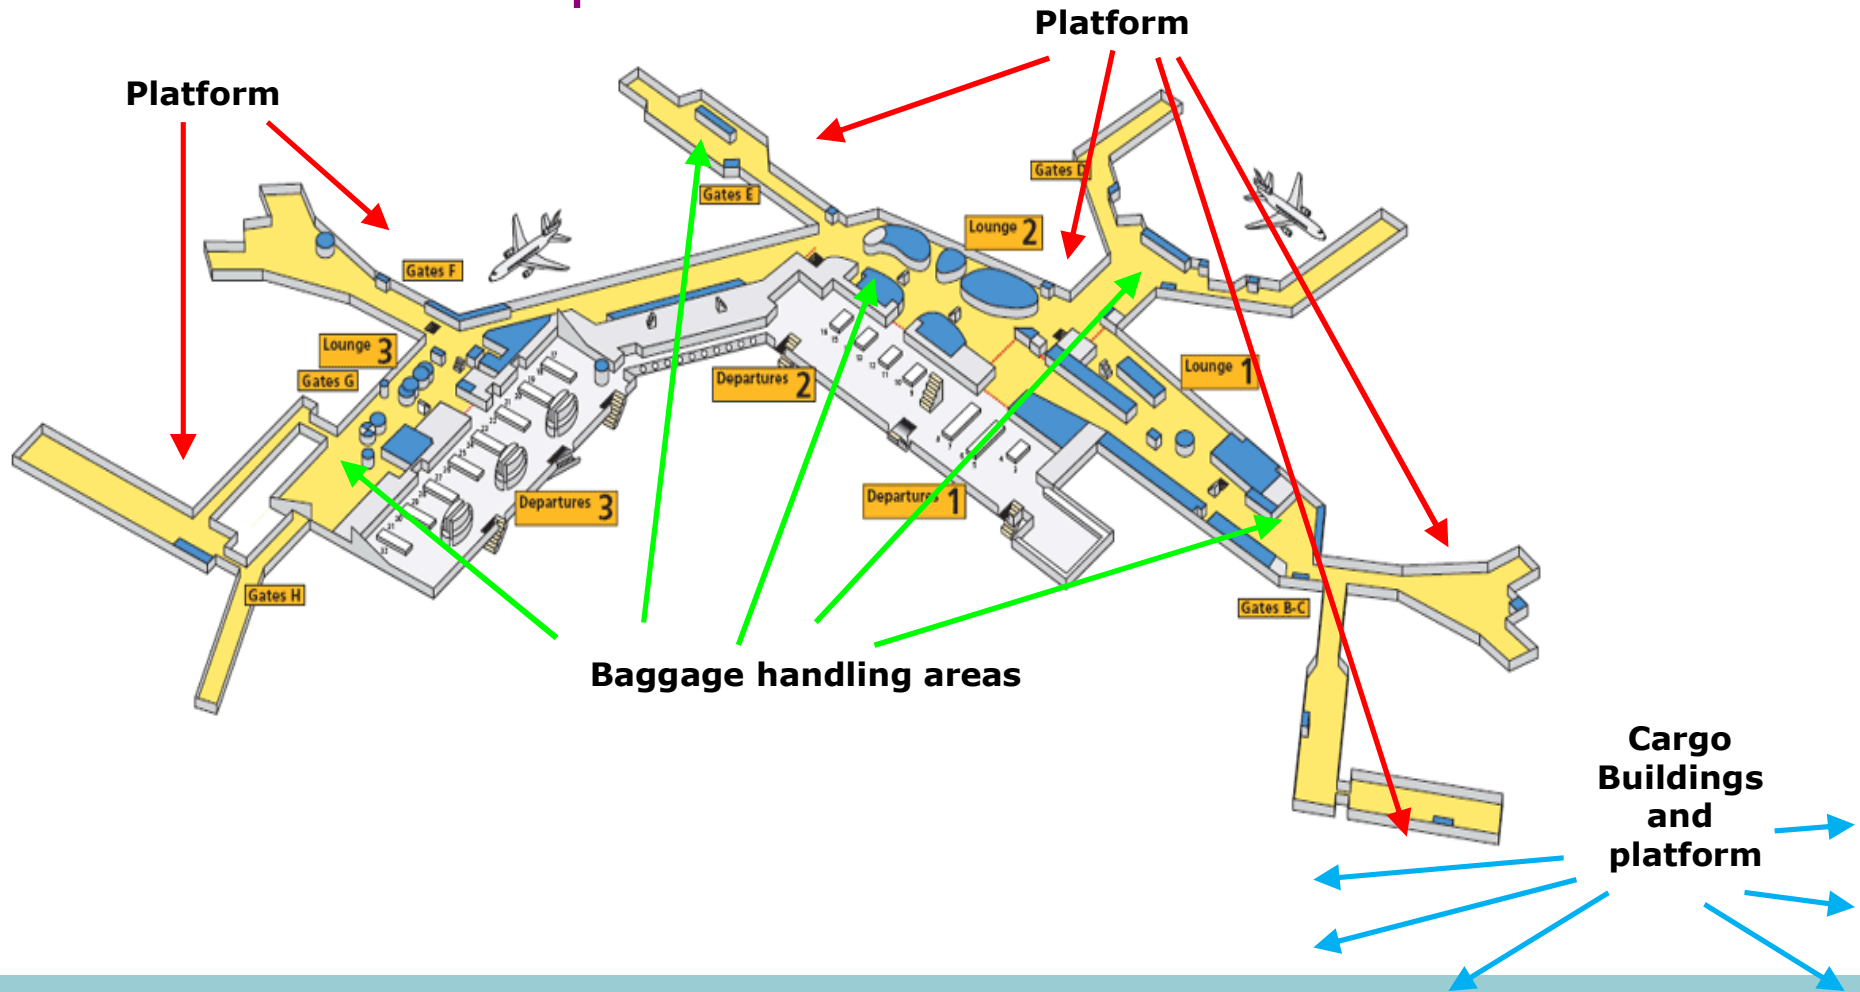 Platform
Platform
Gates E
Gates D
Lounge 2
Gates F
Lounge 3
Gates G
Departures 2
Lounge 1
Departures 3
Departures 1
Gates H
Gates B-C
Baggage handling areas
Cargo
Buildings
and
platform